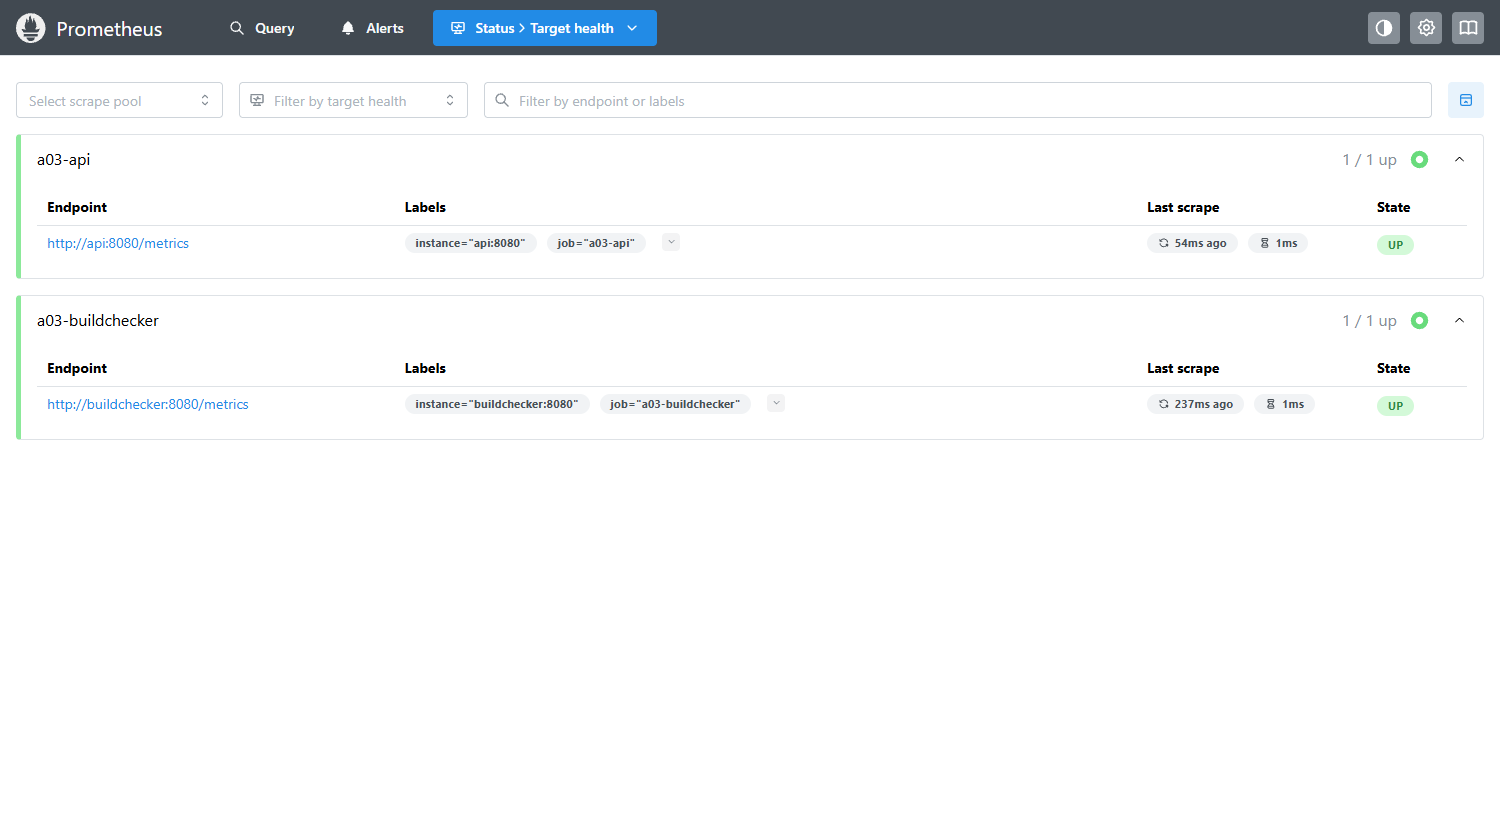 Prometheus Query Alerts Status > Target health
Select scrape pool Filter by target health Filter by endpoint or labels
a03-api 1 / 1 up
Endpoint Labels Last scrape State
http://api:8080/metrics instance="api:8080" job="a03-api" 54ms ago 1ms UP
a03-buildchecker 1 / 1 up
Endpoint Labels Last scrape State
http://buildchecker:8080/metrics instance="buildchecker:8080" job="a03-buildchecker" 237ms ago 1ms UP